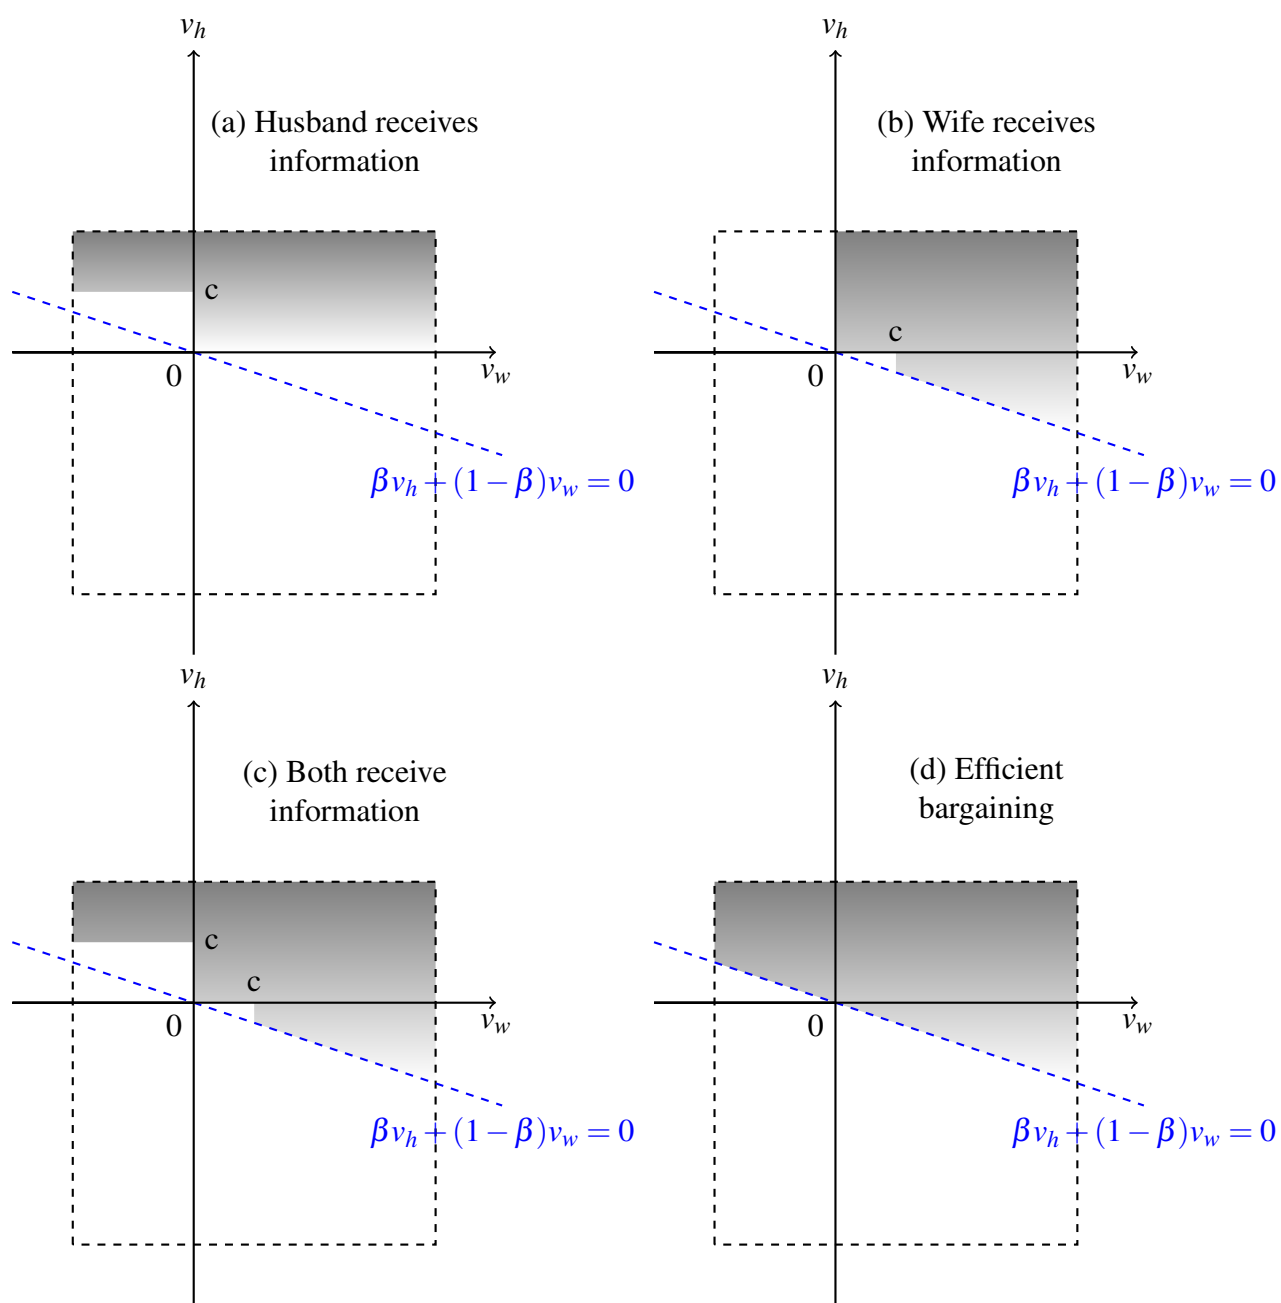 v_h
(a) Husband receives
information
c
0
v_w
βv_h + (1 − β)v_w = 0
v_h
(b) Wife receives
information
c
0
v_w
βv_h + (1 − β)v_w = 0
v_h
(c) Both receive
information
c
c
0
v_w
βv_h + (1 − β)v_w = 0
v_h
(d) Efficient
bargaining
0
v_w
βv_h + (1 − β)v_w = 0